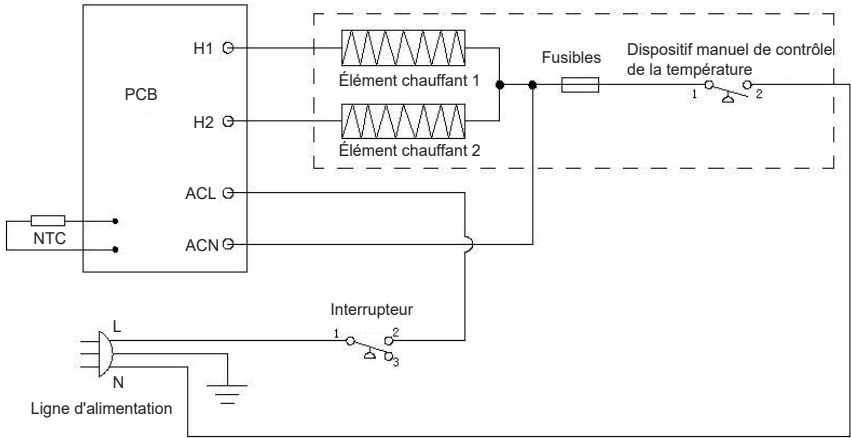 H1
Élément chauffant 1
Fusibles
Dispositif manuel de contrôle
de la température
1
2
PCB
H2
Élément chauffant 2
ACL
ACN
NTC
Interrupteur
1
2
3
L
N
Ligne d'alimentation